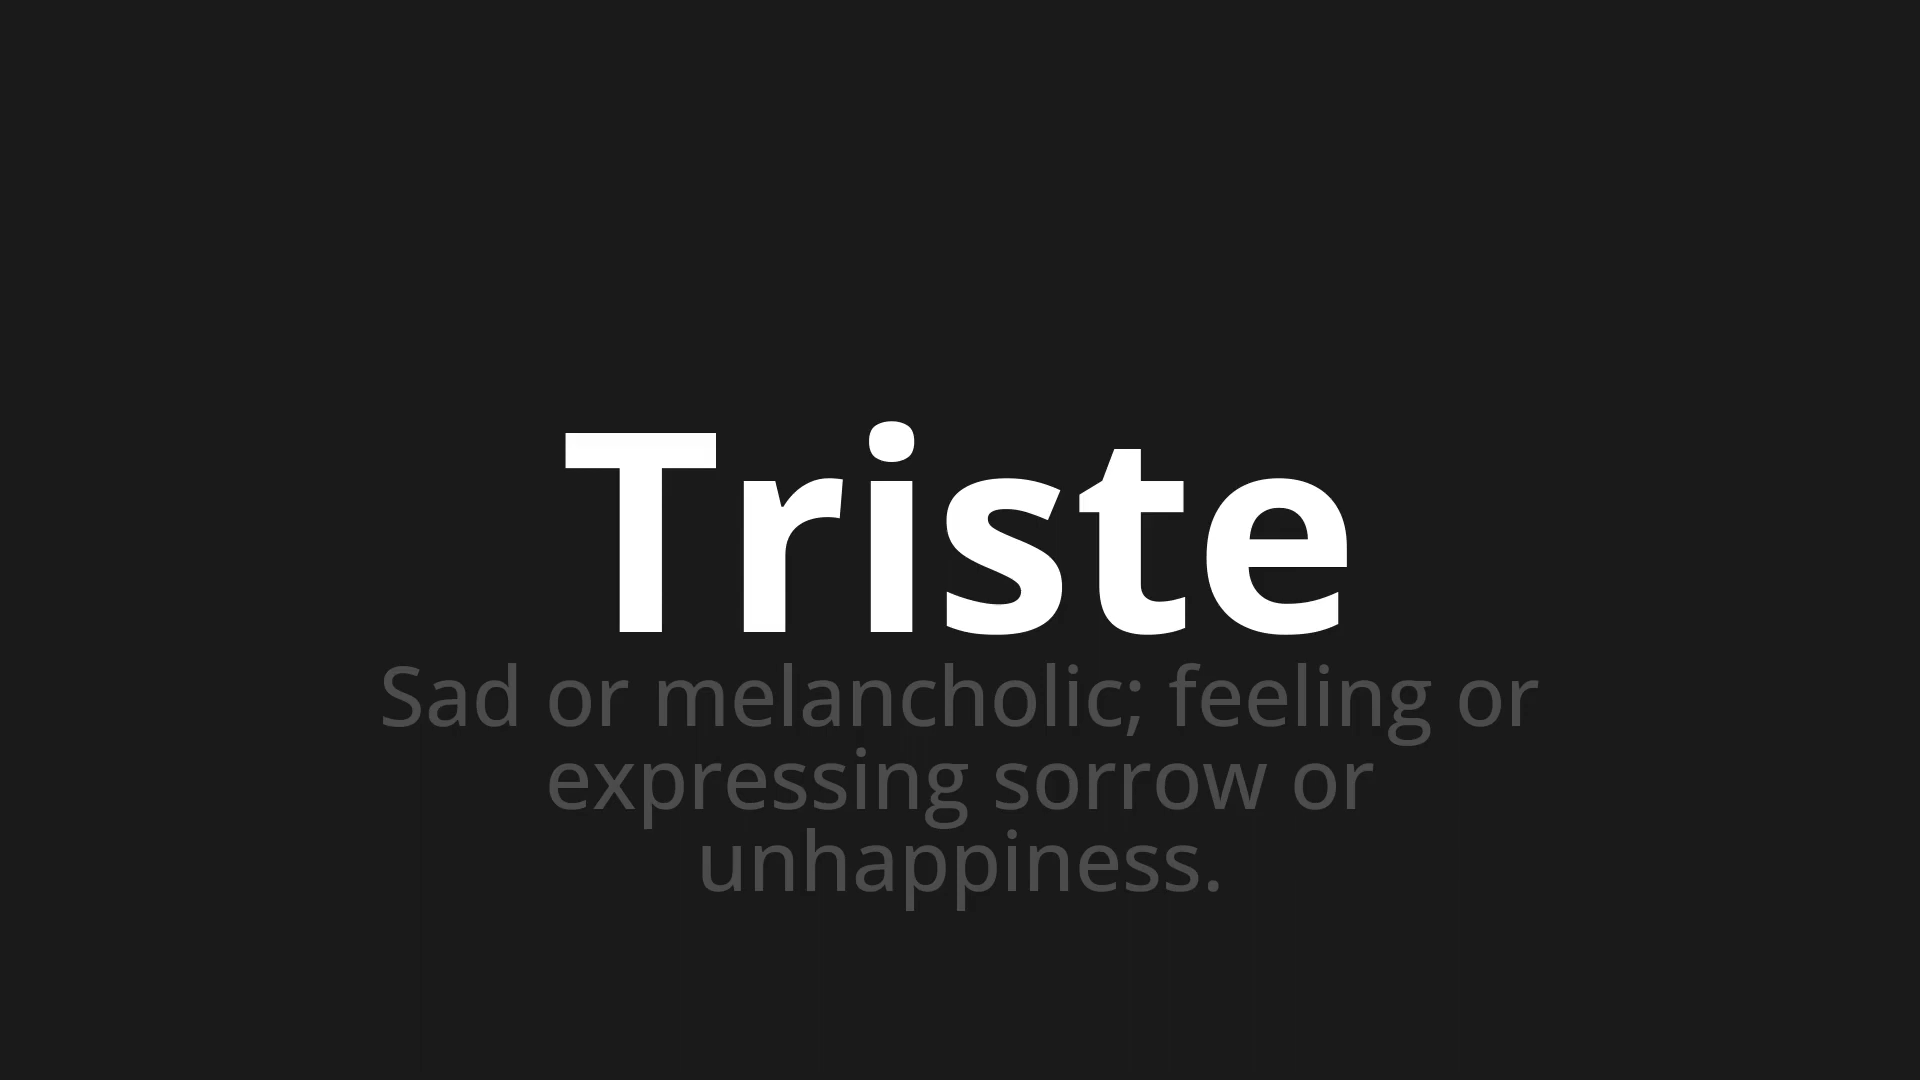 Triste
Sad or melancholic; feeling or
expressing sorrow or
unhappiness.